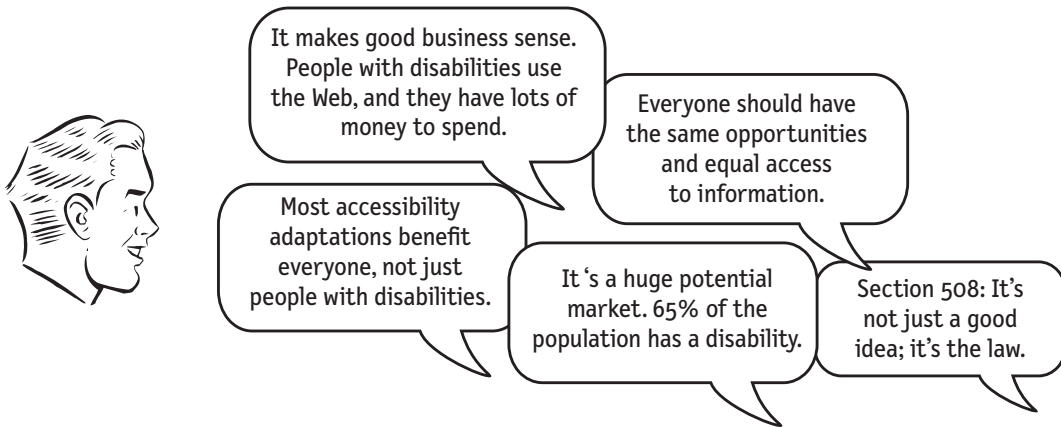 It makes good business sense.
People with disabilities use
the Web, and they have lots of
money to spend.
Everyone should have
the same opportunities
and equal access
to information.
Most accessibility
adaptations benefit
everyone, not just
people with disabilities.
It ‘s a huge potential
market. 65% of the
population has a disability.
Section 508: It’s
not just a good
idea; it’s the law.